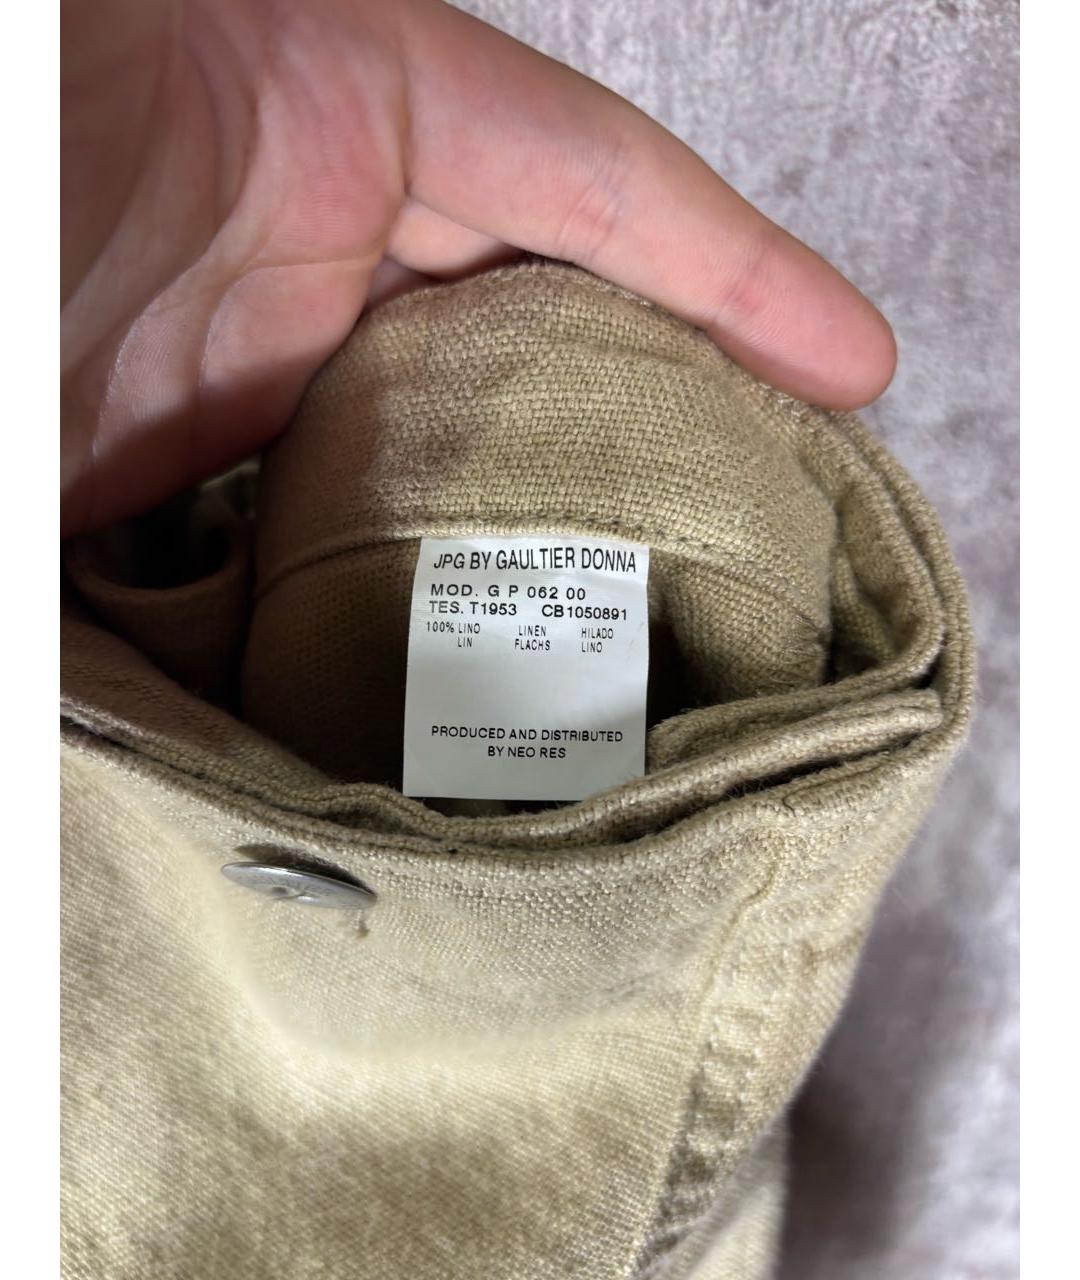 JPG BY GAULTIER DONNA
MOD. G P 062 00
TES. T1953 CB1050891
100% LINO LINEN HILADO
LIN FLACHS LINO
PRODUCED AND DISTRIBUTED
BY NEO RES